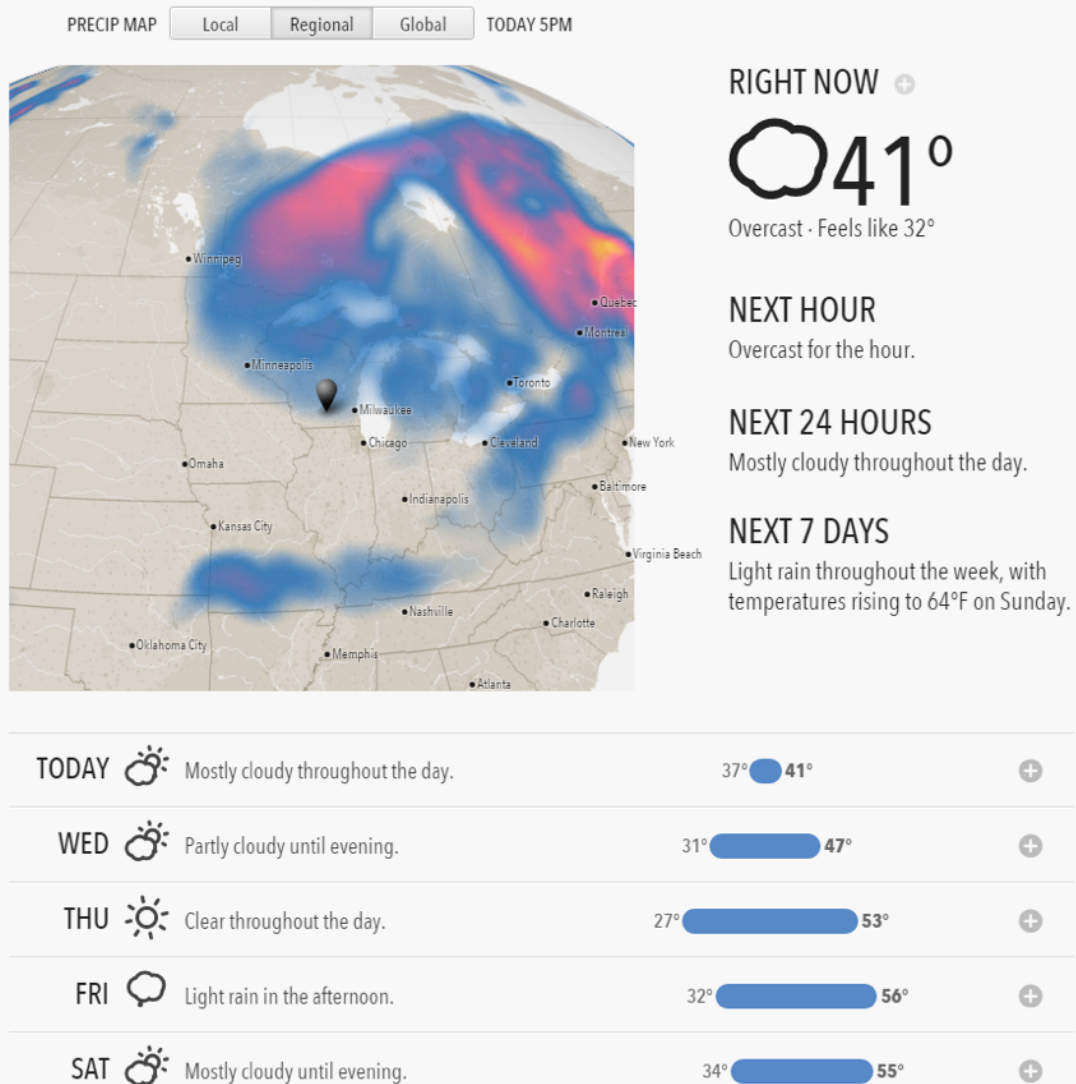 PRECIP MAP Local Regional Global TODAY 5PM
RIGHT NOW
41°
Overcast · Feels like 32°
NEXT HOUR
Overcast for the hour.
NEXT 24 HOURS
Mostly cloudy throughout the day.
NEXT 7 DAYS
Light rain throughout the week, with
temperatures rising to 64°F on Sunday.
Winnipeg
Quebec
Montreal
Minneapolis
Toronto
Milwaukee
Chicago
Cleveland
New York
Omaha
Baltimore
Indianapolis
Kansas City
Virginia Beach
Raleigh
Nashville
Charlotte
Oklahoma City
Memphis
Atlanta
TODAY Mostly cloudy throughout the day. 37° 41°
WED Partly cloudy until evening. 31° 47°
THU Clear throughout the day. 27° 53°
FRI Light rain in the afternoon. 32° 56°
SAT Mostly cloudy until evening. 34° 55°